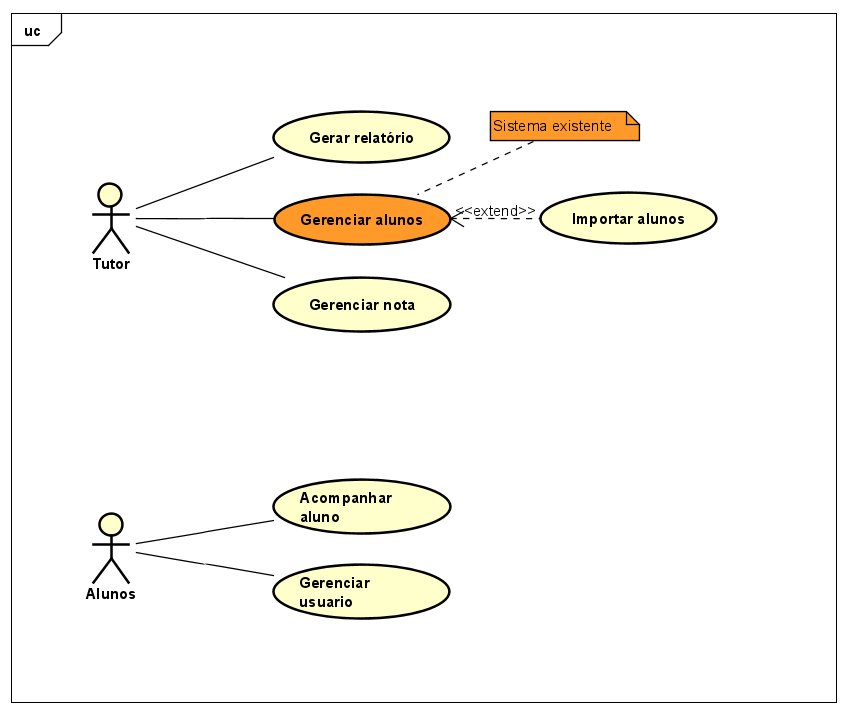 uc
Gerar relatório
Sistema existente
Gerenciar alunos
<<extend>>
Importar alunos
Tutor
Gerenciar nota
Acompanhar
aluno
Alunos
Gerenciar
usuario